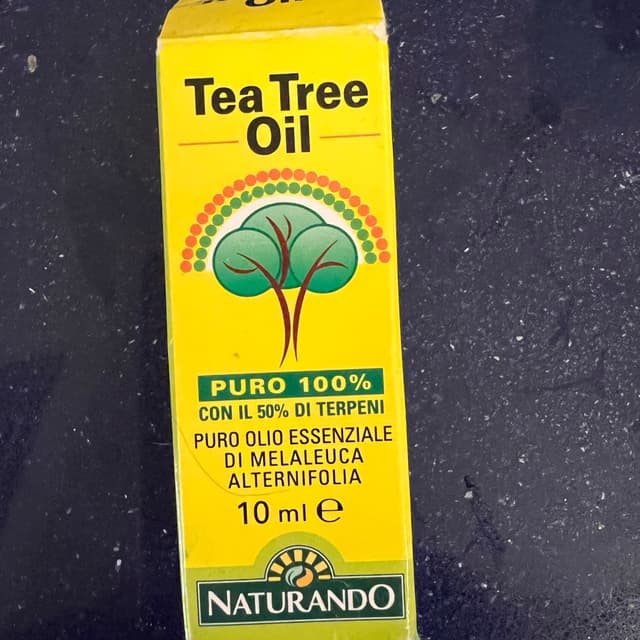 Tea Tree
Oil
PURO 100%
CON IL 50% DI TERPENI
PURO OLIO ESSENZIALE
DI MELALEUCA
ALTERNIFOLIA
10 ml ℮
NATURANDO